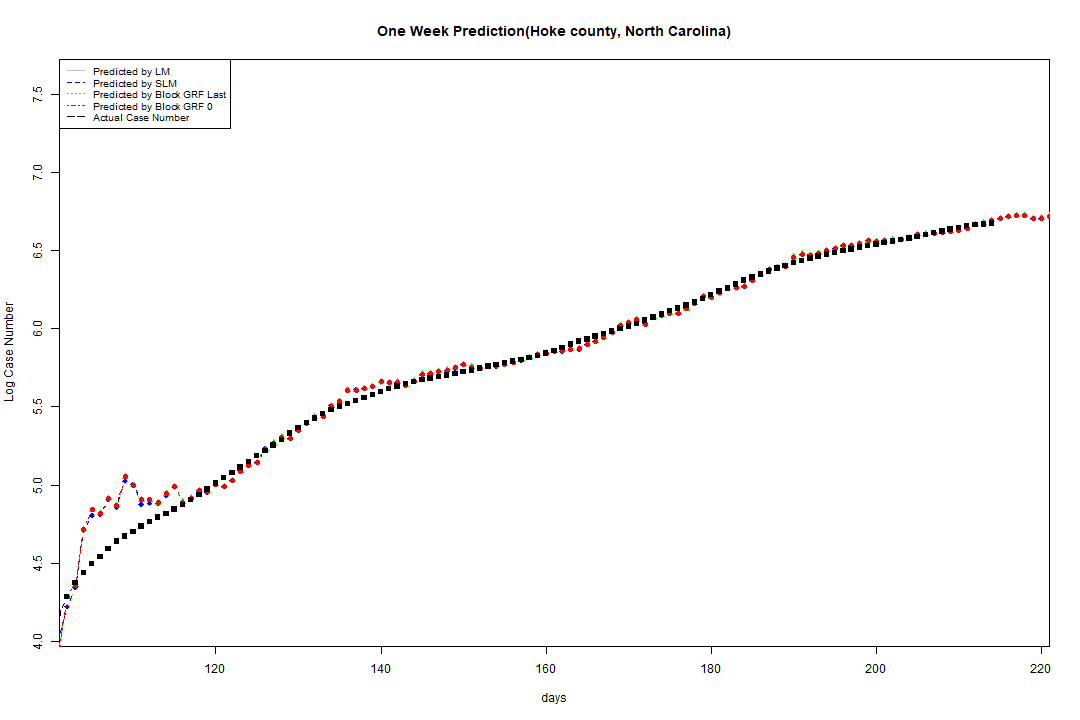 One Week Prediction(Hoke county, North Carolina)
Predicted by LM
Predicted by SLM
Predicted by Block GRF Last
Predicted by Block GRF 0
Actual Case Number
7.5
7.0
6.5
6.0
5.5
5.0
4.5
4.0
Log Case Number
120 140 160 180 200 220
days